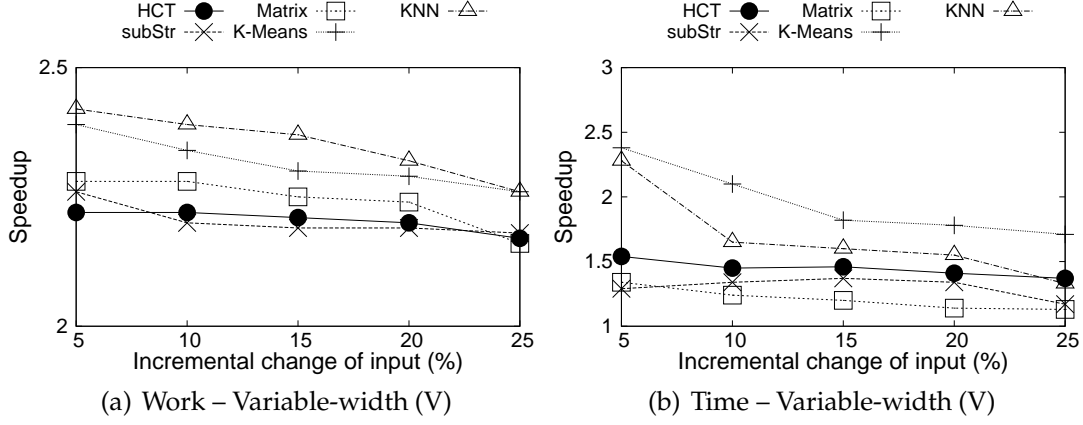 HCT Matrix KNN
subStr K-Means
2.5
2
5 10 15 20 25
Speedup
Incremental change of input (%)
(a) Work – Variable-width (V)
HCT Matrix KNN
subStr K-Means
3
2.5
2
1.5
1
5 10 15 20 25
Speedup
Incremental change of input (%)
(b) Time – Variable-width (V)